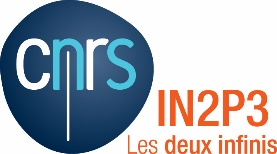 cnrs
IN2P3
Les deux infinis